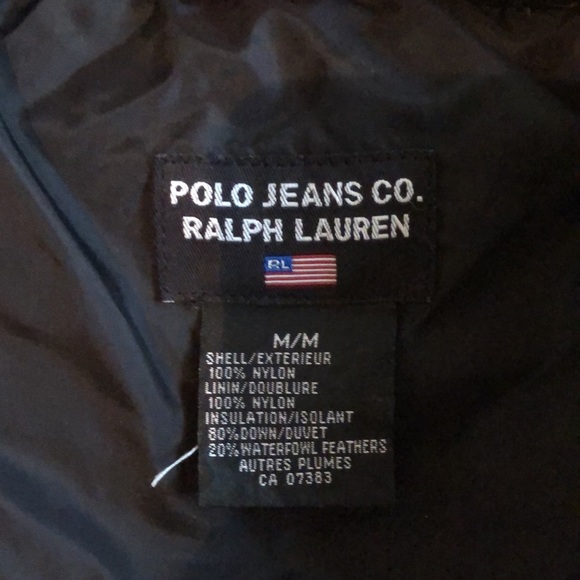 POLO JEANS CO.
RALPH LAUREN
RL
M/M
SHELL/EXTERIEUR
100% NYLON
LININ/DOUBLURE
100% NYLON
INSULATION/ISOLANT
80%DOWN/DUVET
20%WATERFOWL FEATHERS
AUTRES PLUMES
CA 07383